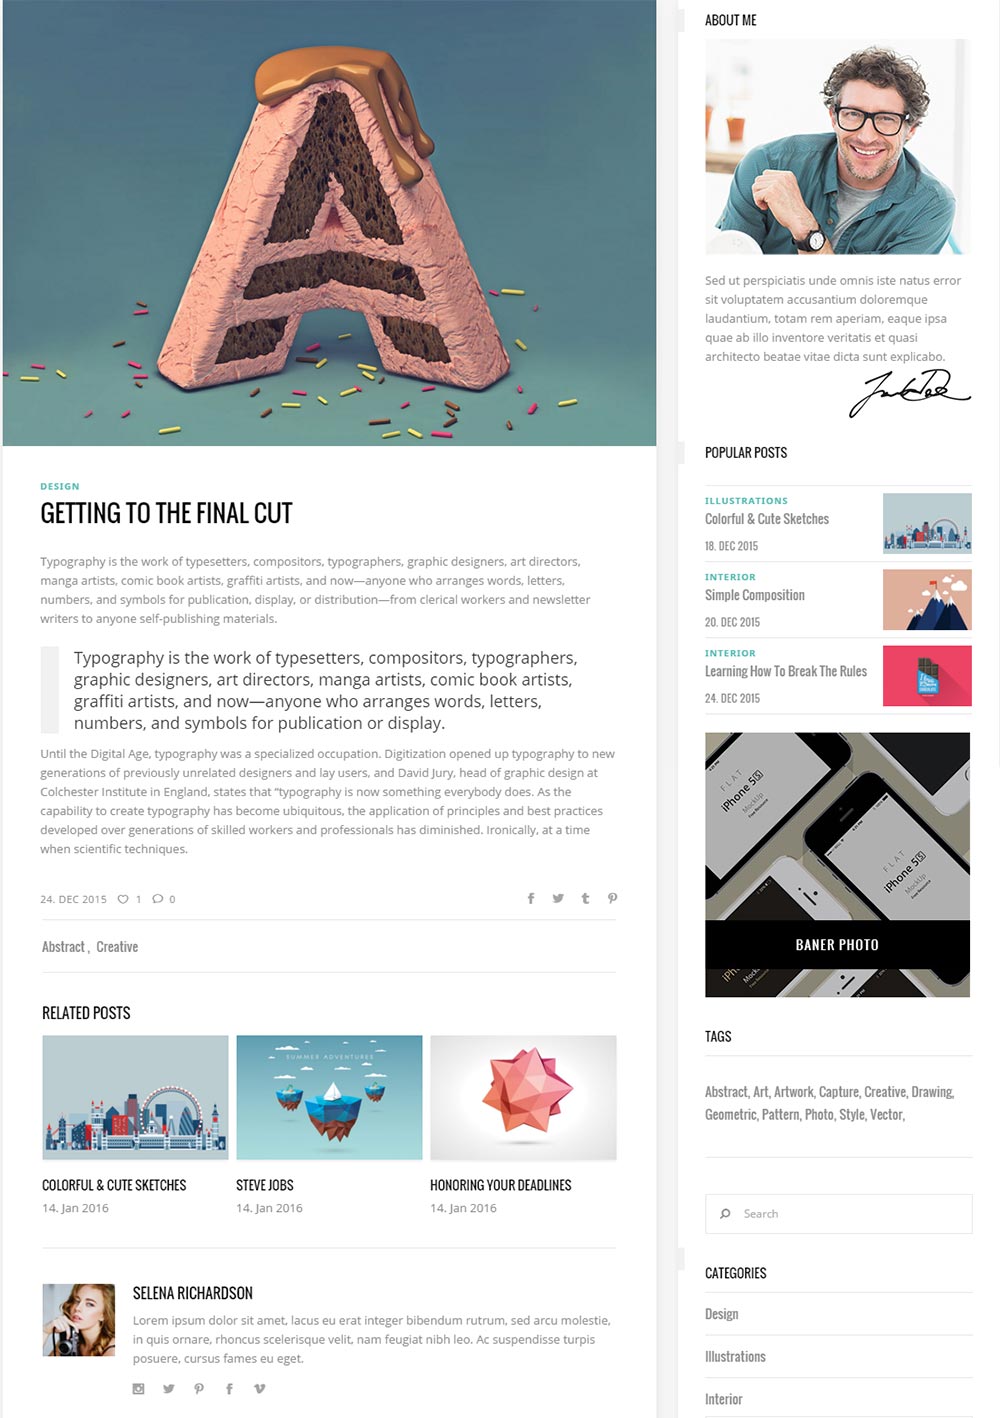 DESIGN
GETTING TO THE FINAL CUT
Typography is the work of typesetters, compositors, typographers, graphic designers, art directors,
manga artists, comic book artists, graffiti artists, and now—anyone who arranges words, letters,
numbers, and symbols for publication, display, or distribution—from clerical workers and newsletter
writers to anyone self-publishing materials.
Typography is the work of typesetters, compositors, typographers,
graphic designers, art directors, manga artists, comic book artists,
graffiti artists, and now—anyone who arranges words, letters,
numbers, and symbols for publication or display.
Until the Digital Age, typography was a specialized occupation. Digitization opened up typography to new
generations of previously unrelated designers and lay users, and David Jury, head of graphic design at
Colchester Institute in England, states that “typography is now something everybody does. As the
capability to create typography has become ubiquitous, the application of principles and best practices
developed over generations of skilled workers and professionals has diminished. Ironically, at a time
when scientific techniques.
24. DEC 2015 1 0
Abstract , Creative
RELATED POSTS
SUMMER ADVENTURES
COLORFUL & CUTE SKETCHES
14. Jan 2016
STEVE JOBS
14. Jan 2016
HONORING YOUR DEADLINES
14. Jan 2016
SELENA RICHARDSON
Lorem ipsum dolor sit amet, lacus eu erat integer bibendum rutrum, sed arcu molestie,
in quis ornare, rhoncus scelerisque velit, nam feugiat nibh leo. Ac suspendisse turpis
posuere, cursus fames eu eget.
ABOUT ME
Sed ut perspiciatis unde omnis iste natus error
sit voluptatem accusantium doloremque
laudantium, totam rem aperiam, eaque ipsa
quae ab illo inventore veritatis et quasi
architecto beatae vitae dicta sunt explicabo.
POPULAR POSTS
ILLUSTRATIONS
Colorful & Cute Sketches
18. DEC 2015
INTERIOR
Simple Composition
20. DEC 2015
INTERIOR
Learning How To Break The Rules
24. DEC 2015
FLAT
iPhone 5S
MockUp
Free Resource
FLAT
iPhone 5S
MockUp
Free Resource
BANER PHOTO
TAGS
Abstract, Art, Artwork, Capture, Creative, Drawing,
Geometric, Pattern, Photo, Style, Vector,
Search
CATEGORIES
Design
Illustrations
Interior